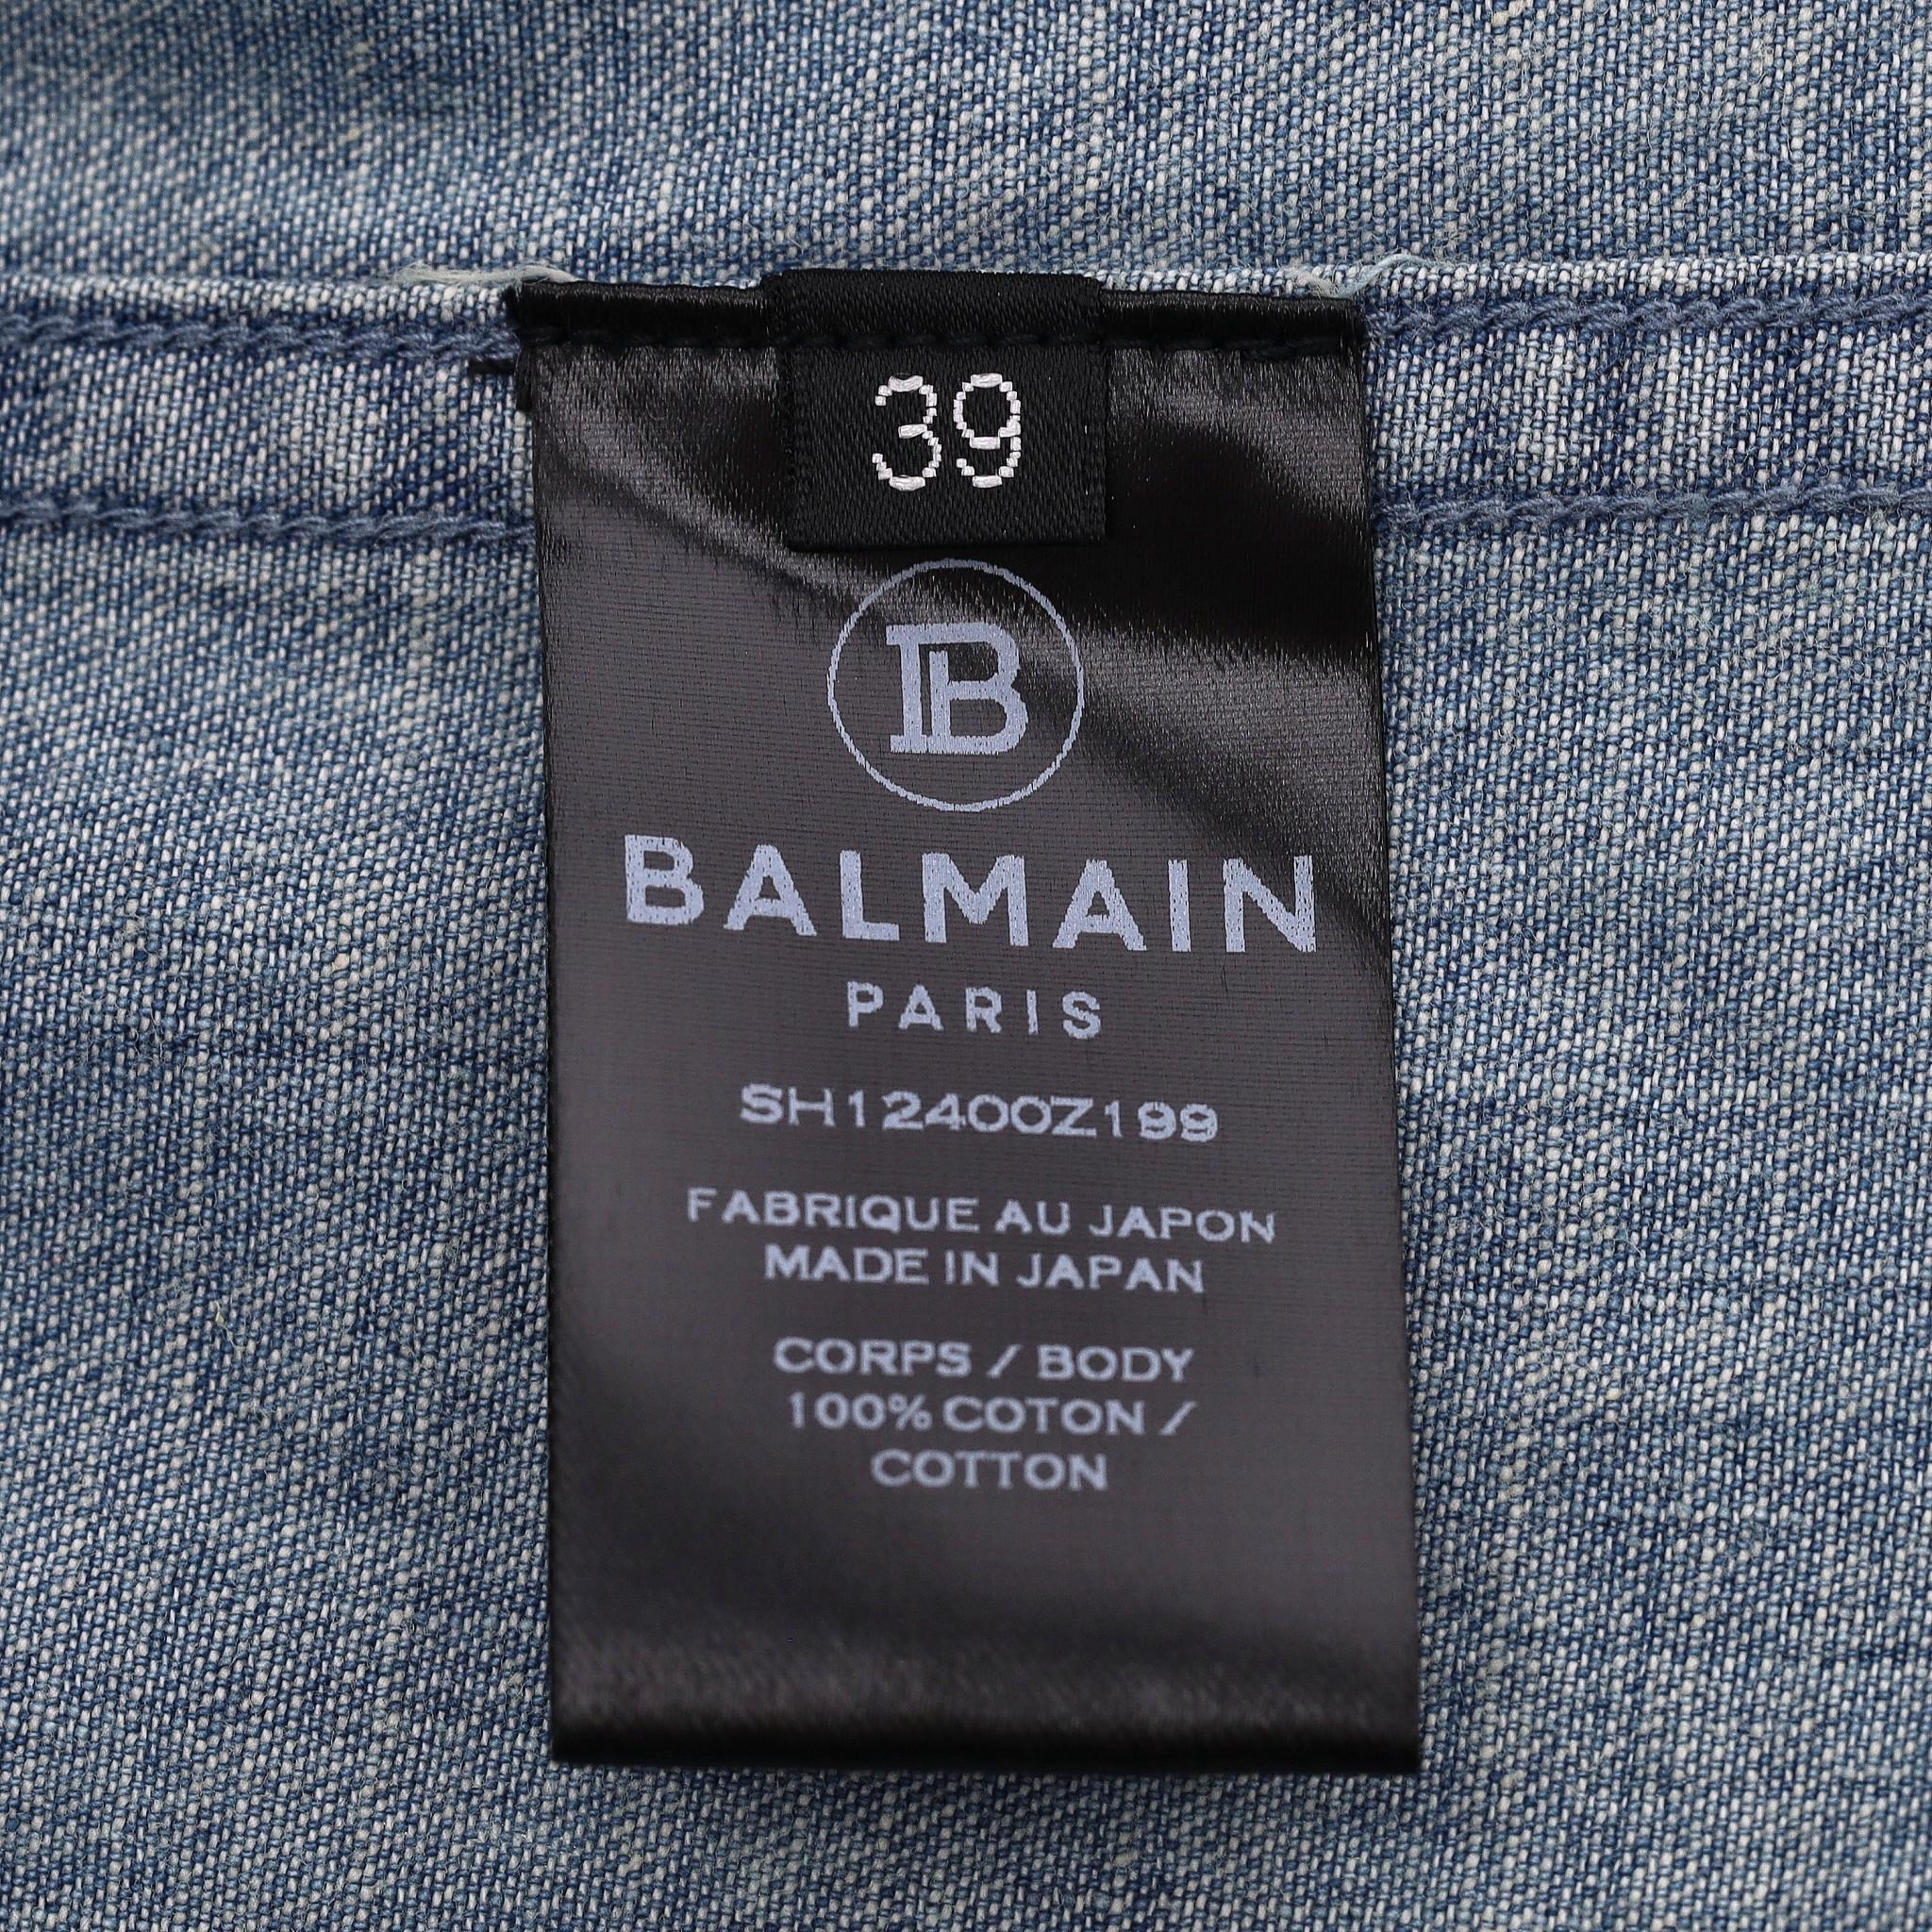 39
B
BALMAIN
PARIS
SH12400Z199
FABRIQUE AU JAPON
MADE IN JAPAN
CORPS / BODY
100% COTON /
COTTON